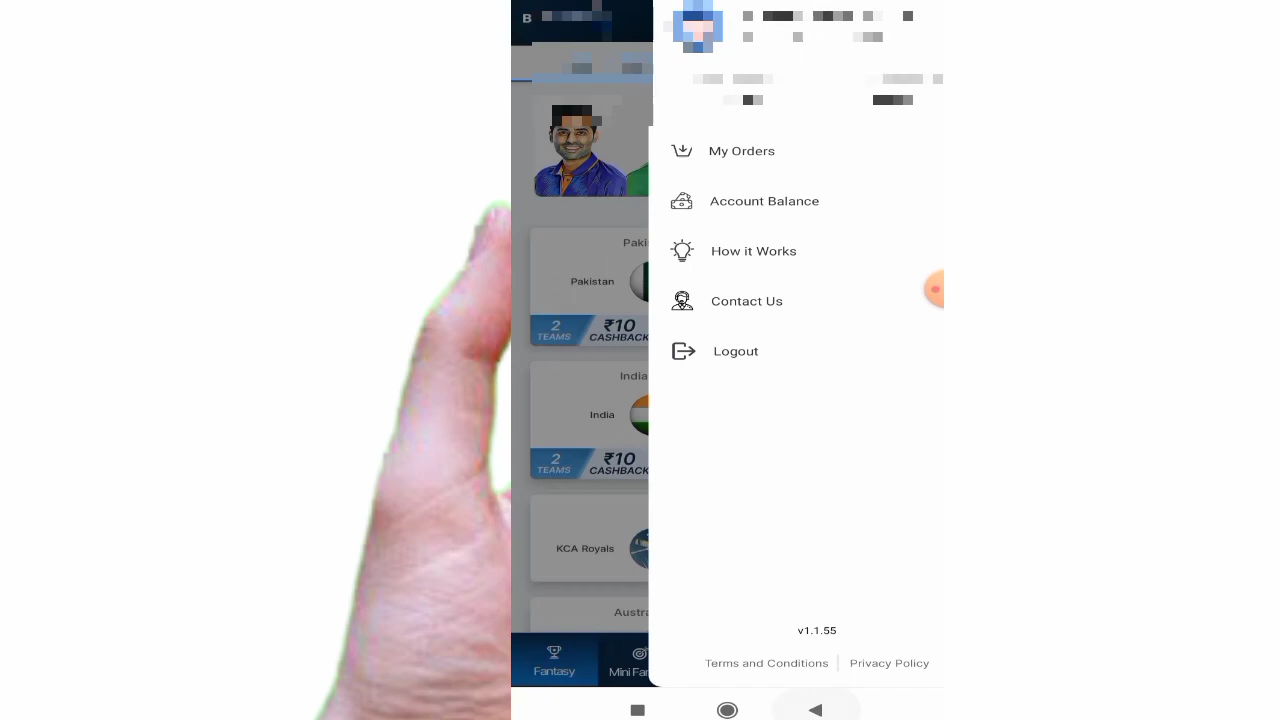 B
My Orders
Account Balance
How it Works
Contact Us
Logout
Pakistan
2
TEAMS
₹10
CASHBACK
India
India
2
TEAMS
₹10
CASHBACK
KCA Royals
Fantasy
Mini
v1.1.55
Terms and Conditions
Privacy Policy